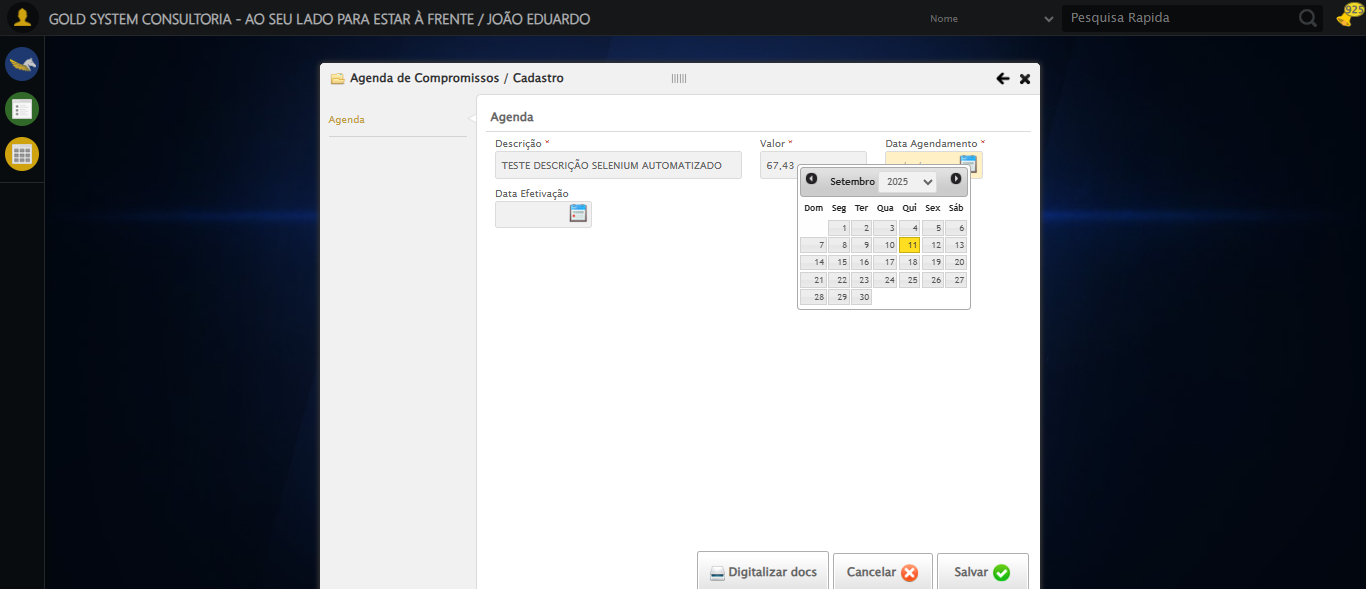 GOLD SYSTEM CONSULTORIA - AO SEU LADO PARA ESTAR À FRENTE / JOÃO EDUARDO
Nome
Pesquisa Rapida
925
Agenda de Compromissos / Cadastro
Agenda
Agenda
Descrição *
Valor *
Data Agendamento *
TESTE DESCRIÇÃO SELENIUM AUTOMATIZADO
67,43
Data Efetivação
Setembro 2025
Dom Seg Ter Qua Qui Sex Sáb
1 2 3 4 5 6
7 8 9 10 11 12 13
14 15 16 17 18 19 20
21 22 23 24 25 26 27
28 29 30
Digitalizar docs
Cancelar
Salvar